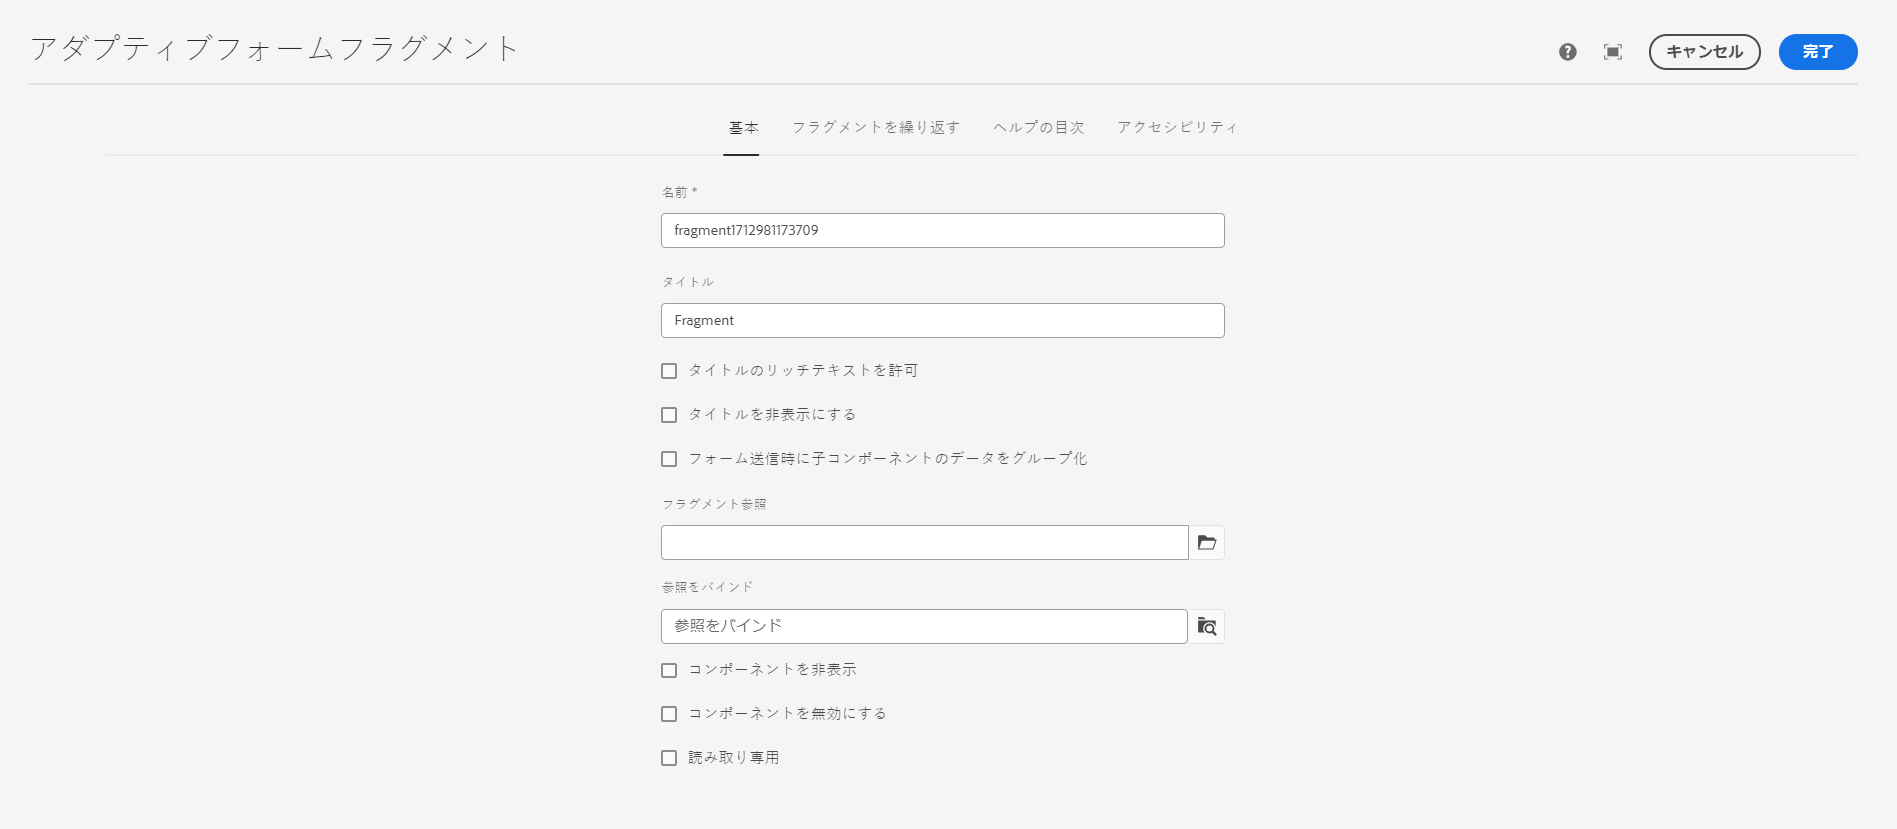 アダプティブフォームフラグメント
キャンセル
完了
基本
フラグメントを繰り返す
ヘルプの目次
アクセシビリティ
名前 *
fragment1712981173709
タイトル
Fragment
タイトルのリッチテキストを許可
タイトルを非表示にする
フォーム送信時に子コンポーネントのデータをグループ化
フラグメント参照
参照をバインド
参照をバインド
コンポーネントを非表示
コンポーネントを無効にする
読み取り専用